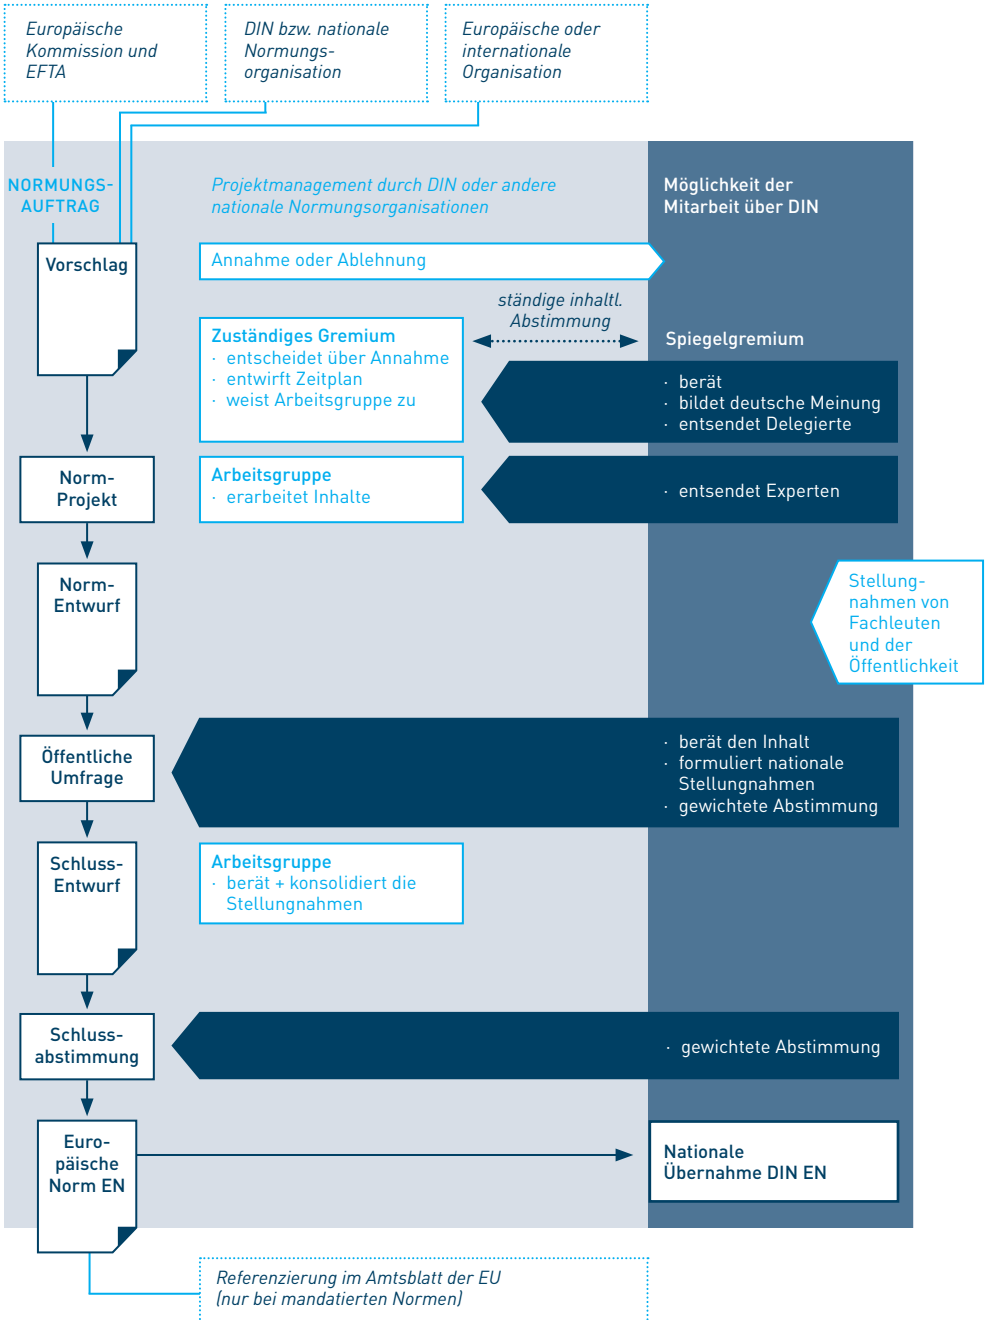 Europäische
Kommission und
EFTA
DIN bzw. nationale
Normungs-
organisation
Europäische oder
internationale
Organisation
NORMUNGS-
AUFTRAG
Projektmanagement durch DIN oder andere
nationale Normungsorganisationen
Möglichkeit der
Mitarbeit über DIN
Vorschlag
Annahme oder Ablehnung
ständige inhaltl.
Abstimmung
Zuständiges Gremium
· entscheidet über Annahme
· entwirft Zeitplan
· weist Arbeitsgruppe zu
Spiegelgremium
· berät
· bildet deutsche Meinung
· entsendet Delegierte
Norm-
Projekt
Arbeitsgruppe
· erarbeitet Inhalte
· entsendet Experten
Norm-
Entwurf
Stellung-
nahmen von
Fachleuten
und der
Öffentlichkeit
Öffentliche
Umfrage
· berät den Inhalt
· formuliert nationale
Stellungnahmen
· gewichtete Abstimmung
Schluss-
Entwurf
Arbeitsgruppe
· berät + konsolidiert die
Stellungnahmen
Schluss-
abstimmung
· gewichtete Abstimmung
Euro-
päische
Norm EN
Nationale
Übernahme DIN EN
Referenzierung im Amtsblatt der EU
(nur bei mandatierten Normen)